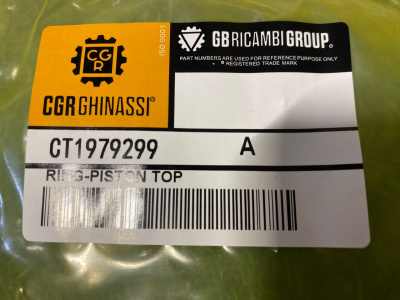 CG
R
ISO 9001
CGR GHINASSI®
GB RICAMBI GROUP®
PART NUMBERS ARE USED FOR REFERENCE PURPOSE ONLY
® REGISTERED TRADE MARK
CT1979299 A
RING-PISTON TOP